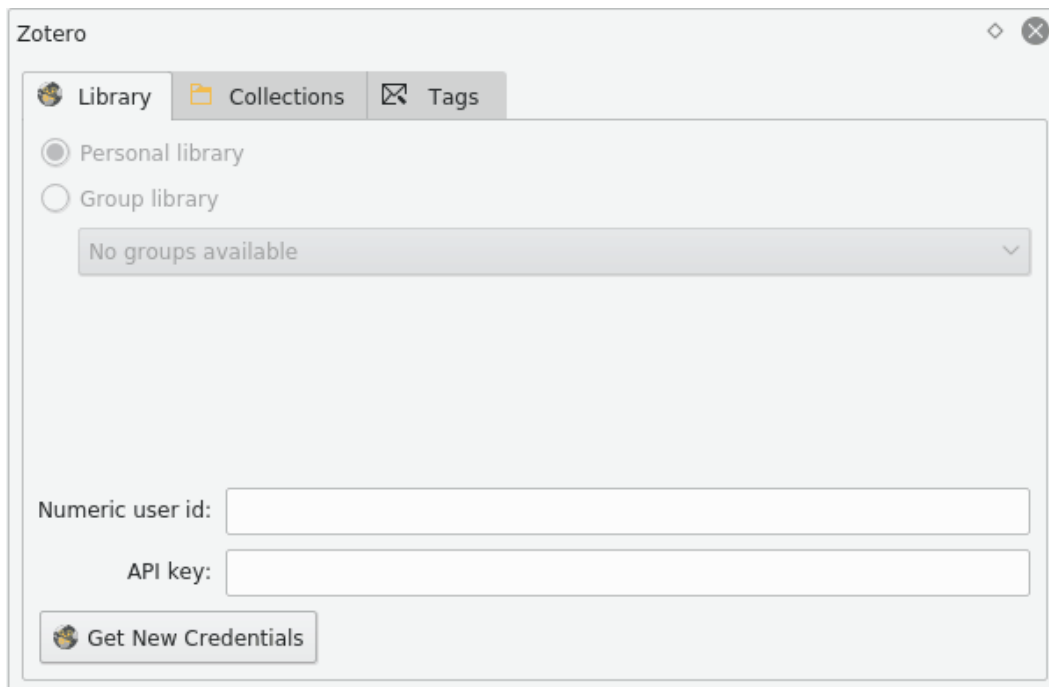 Zotero
Library Collections Tags
Personal library
Group library
No groups available
Numeric user id:
API key:
Get New Credentials